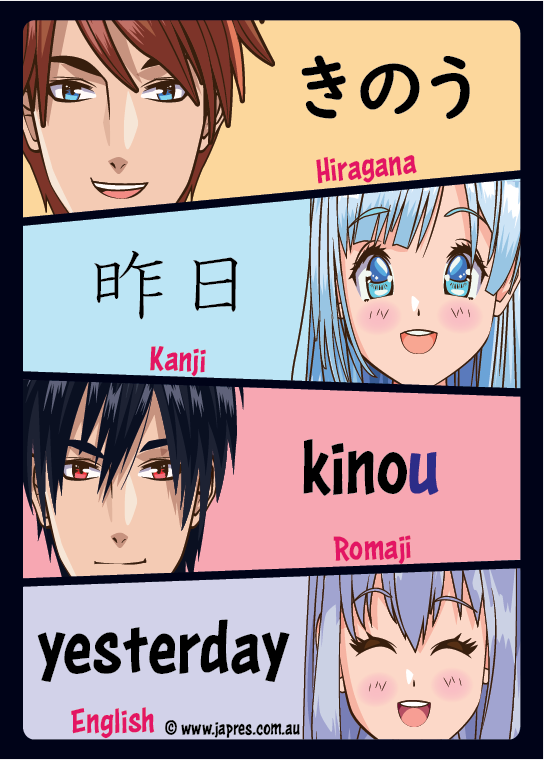 きのう
Hiragana
昨日
Kanji
kinou
Romaji
yesterday
English © www.japres.com.au